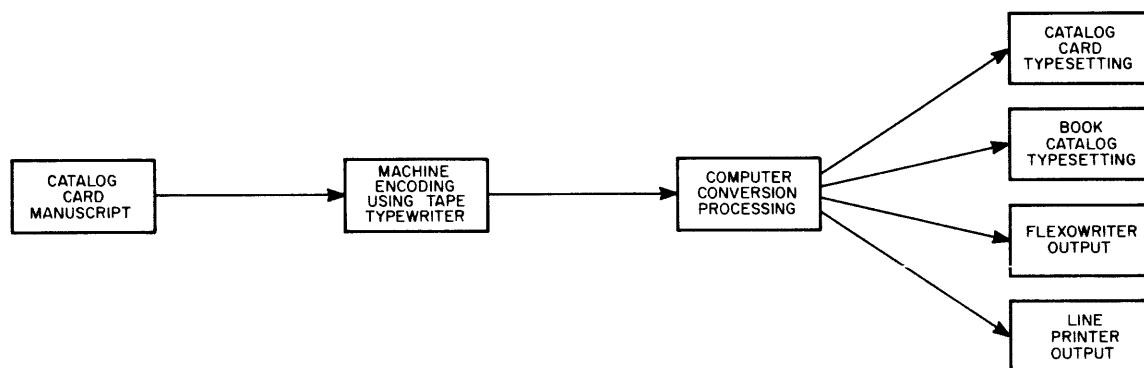 CATALOG
CARD
MANUSCRIPT
MACHINE
ENCODING
USING TAPE
TYPEWRITER
COMPUTER
CONVERSION
PROCESSING
CATALOG
CARD
TYPESETTING
BOOK
CATALOG
TYPESETTING
FLEXOWRITER
OUTPUT
LINE
PRINTER
OUTPUT